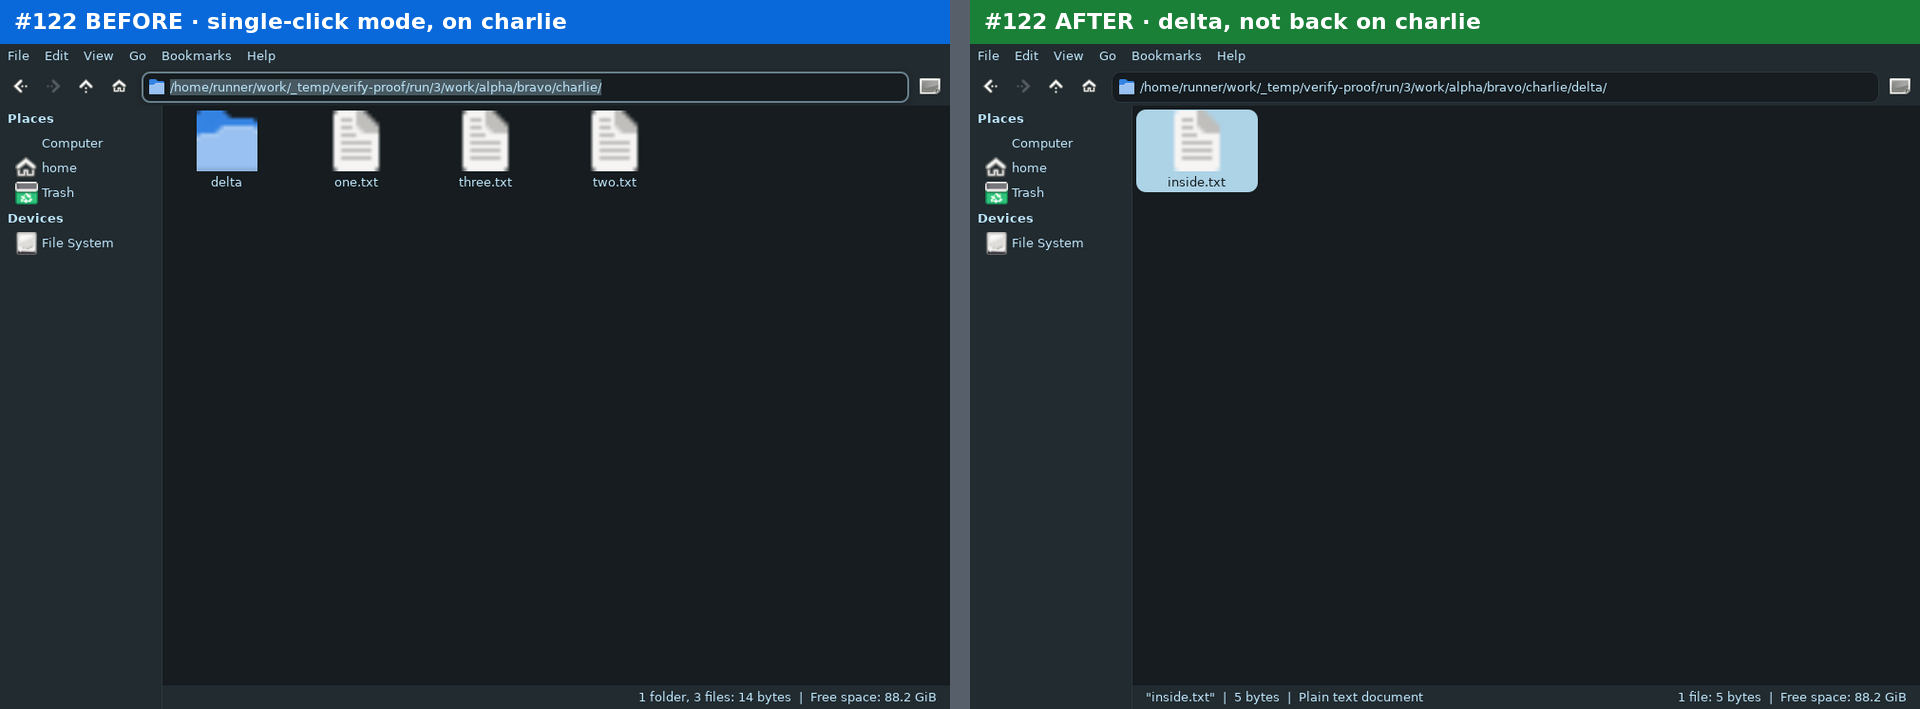 #122 BEFORE · single-click mode, on charlie
File Edit View Go Bookmarks Help
/home/runner/work/_temp/verify-proof/run/3/work/alpha/bravo/charlie/
Places
Computer
home
Trash
Devices
File System
delta one.txt three.txt two.txt
1 folder, 3 files: 14 bytes | Free space: 88.2 GiB
#122 AFTER · delta, not back on charlie
File Edit View Go Bookmarks Help
/home/runner/work/_temp/verify-proof/run/3/work/alpha/bravo/charlie/delta/
Places
Computer
home
Trash
Devices
File System
inside.txt
"inside.txt" | 5 bytes | Plain text document 1 file: 5 bytes | Free space: 88.2 GiB